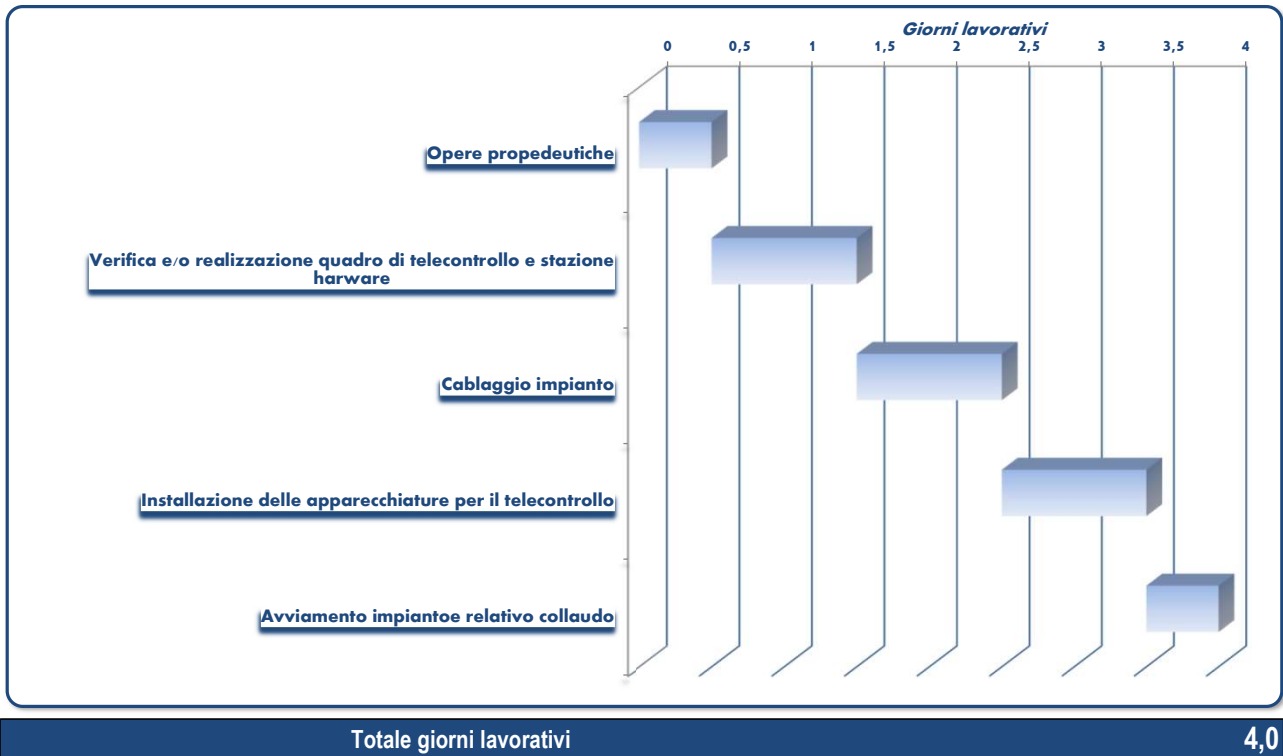 Giorni lavorativi
0 0,5 1 1,5 2 2,5 3 3,5 4
Opere propedeutiche
Verifica e/o realizzazione quadro di telecontrollo e stazione
harware
Cablaggio impianto
Installazione delle apparecchiature per il telecontrollo
Avviamento impiantoe relativo collaudo
Totale giorni lavorativi 4,0